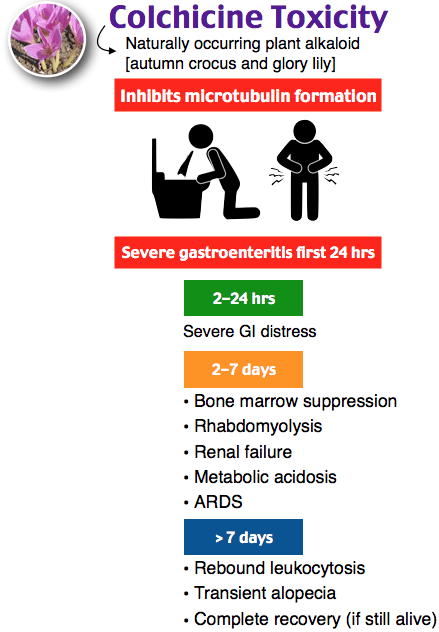 Colchicine Toxicity
Naturally occurring plant alkaloid
[autumn crocus and glory lily]
Inhibits microtubulin formation
Severe gastroenteritis first 24 hrs
2–24 hrs
Severe GI distress
2–7 days
• Bone marrow suppression
• Rhabdomyolysis
• Renal failure
• Metabolic acidosis
• ARDS
> 7 days
• Rebound leukocytosis
• Transient alopecia
• Complete recovery (if still alive)